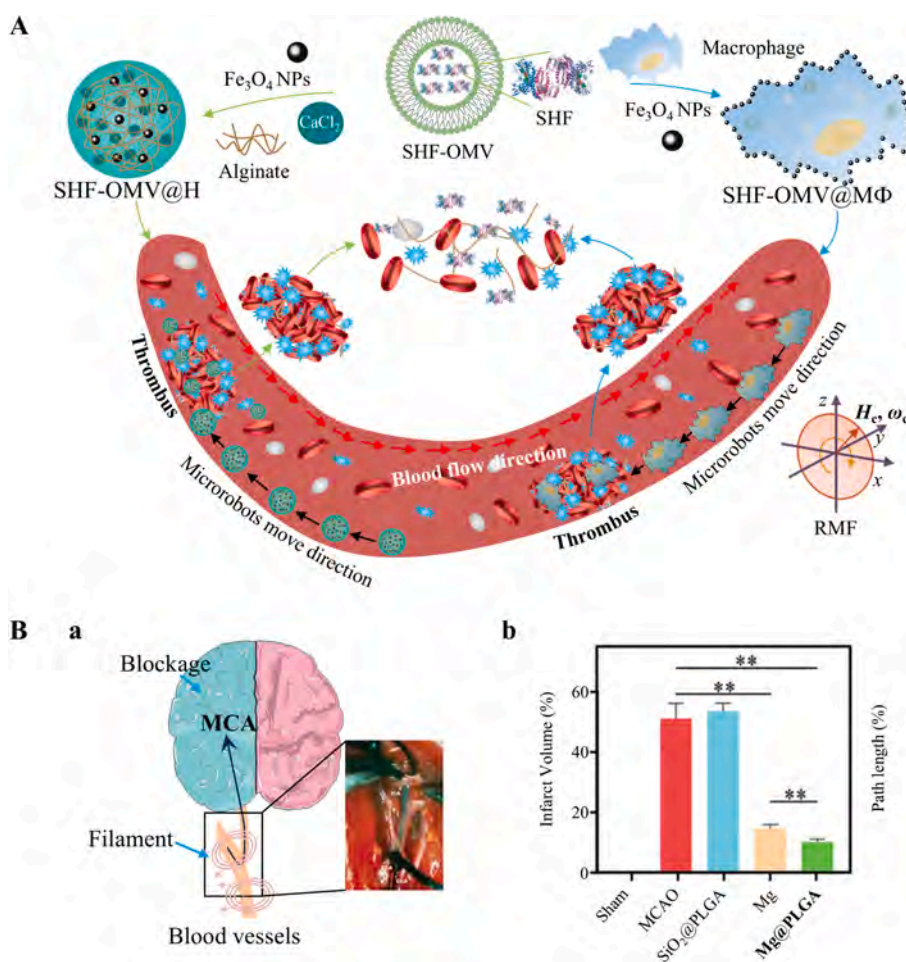 A
Fe₃O₄ NPs
CaCl₂
Alginate
SHF-OMV@H
SHF-OMV
SHF
Macrophage
Fe₃O₄ NPs
SHF-OMV@MΦ
Thrombus
Microrobots move direction
Blood flow direction
Thrombus
Microrobots move direction
z
y
x
RMF
B
a
Blockage
MCA
Filament
Blood vessels
b
Infarct Volume (%)
60
40
20
0
**
**
**
Path length (%)
Sham
MCAO
SiO₂@PLGA
Mg
Mg@PLGA